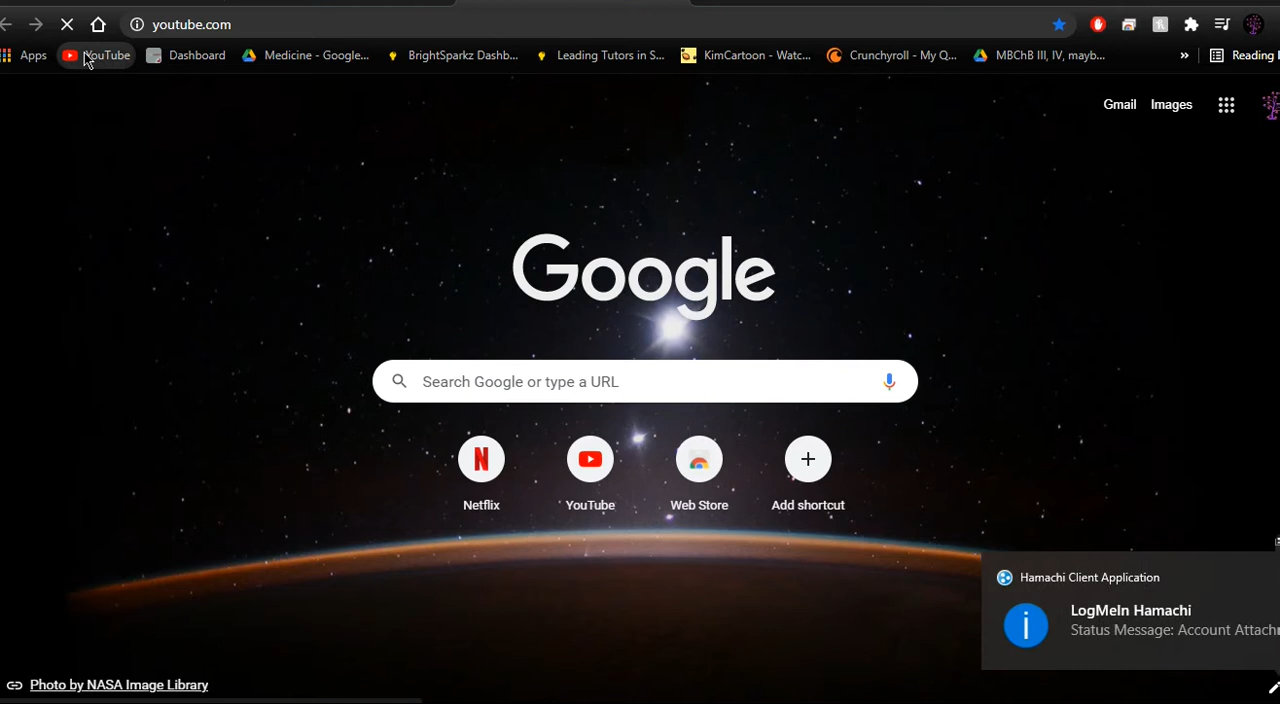 youtube.com
Apps YouTube Dashboard Medicine - Google... BrightSparkz Dashb... Leading Tutors in S... KimCartoon - Watc... Crunchyroll - My Q... MBChB III, IV, mayb... » Reading
Gmail Images
Google
Search Google or type a URL
N
Netflix YouTube Web Store Add shortcut
Hamachi Client Application
LogMeIn Hamachi
Status Message: Account Attach
Photo by NASA Image Library